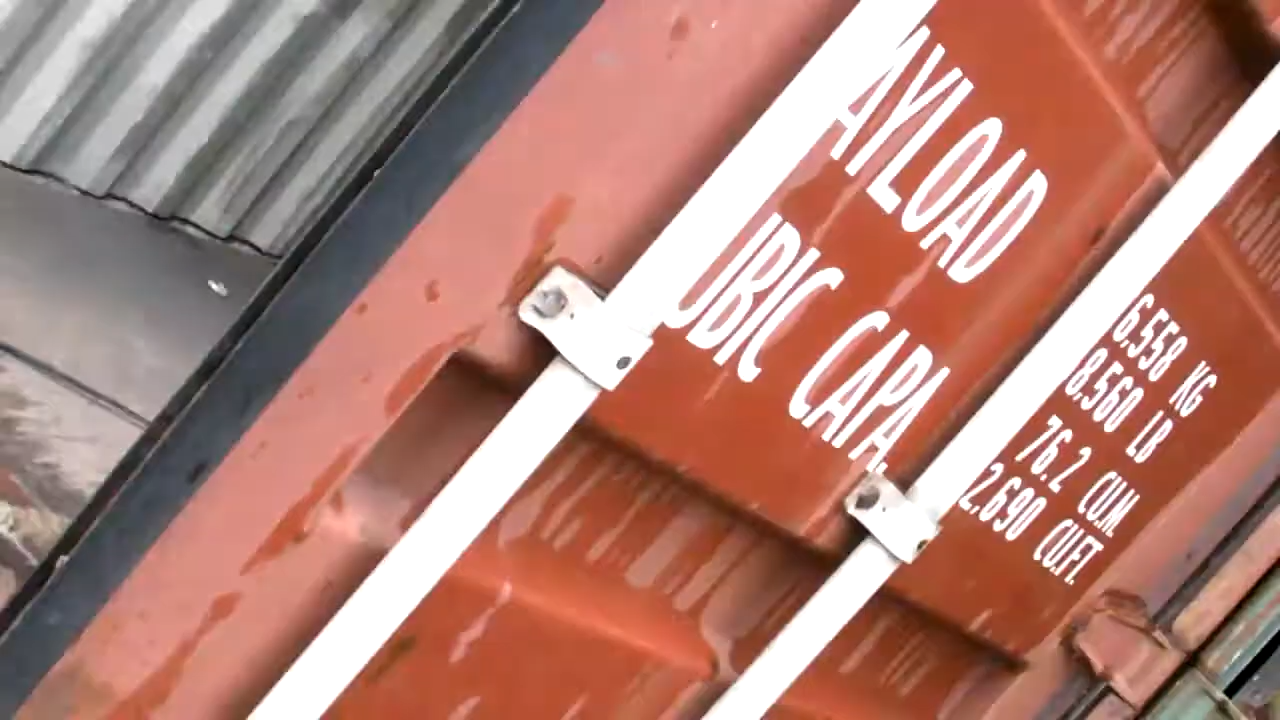 AYLOAD
6,558 KG
8,560 LB
UBIC CAPA.
76.2 CU.M.
2,690 CU.FT.